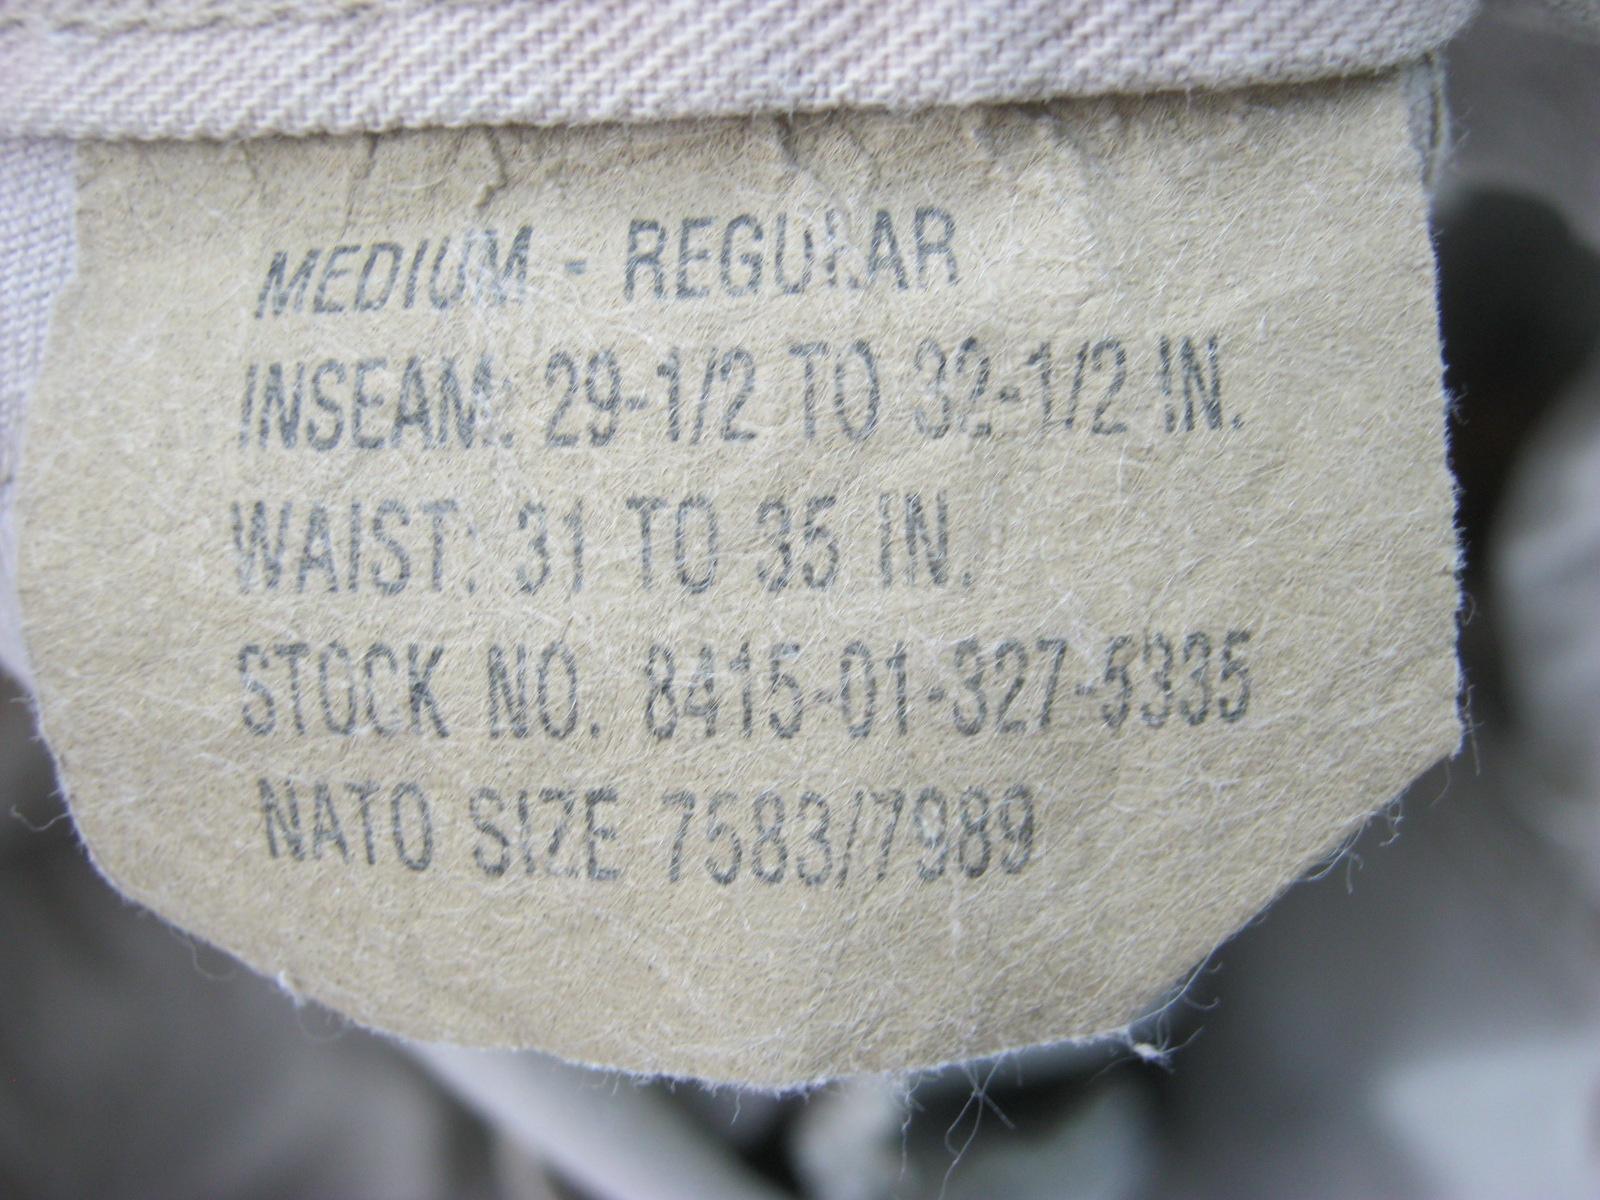 MEDIUM - REGULAR
INSEAM: 29-1/2 TO 32-1/2 IN.
WAIST: 31 TO 35 IN.
STOCK NO. 8415-01-327-5335
NATO SIZE 7583/7989